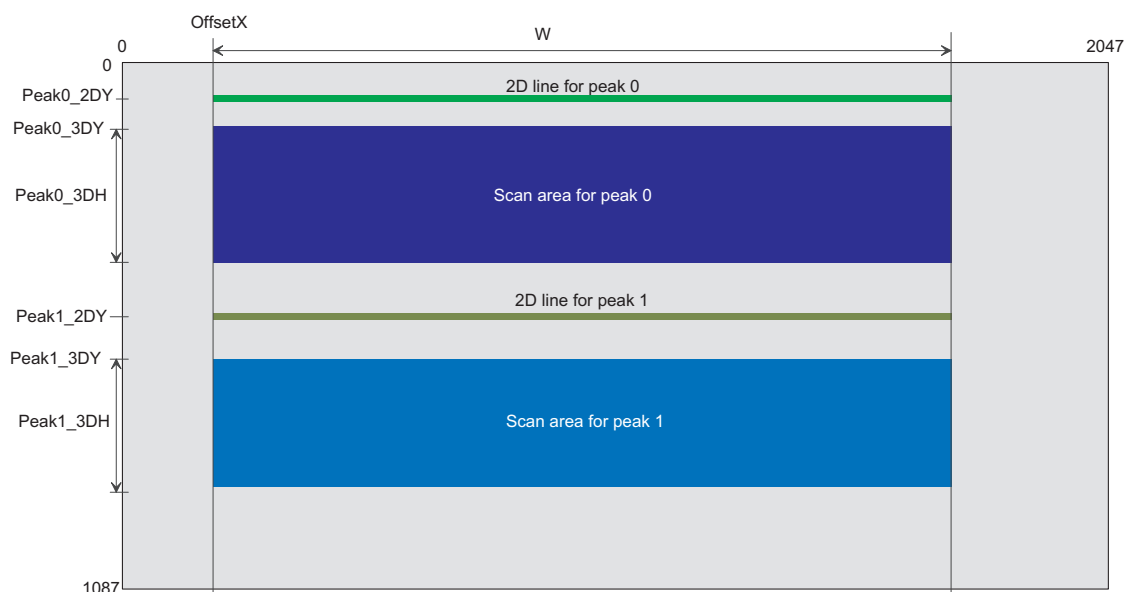 OffsetX
W
0
2047
0
2D line for peak 0
Peak0_2DY
Peak0_3DY
Peak0_3DH
Scan area for peak 0
2D line for peak 1
Peak1_2DY
Peak1_3DY
Peak1_3DH
Scan area for peak 1
1087